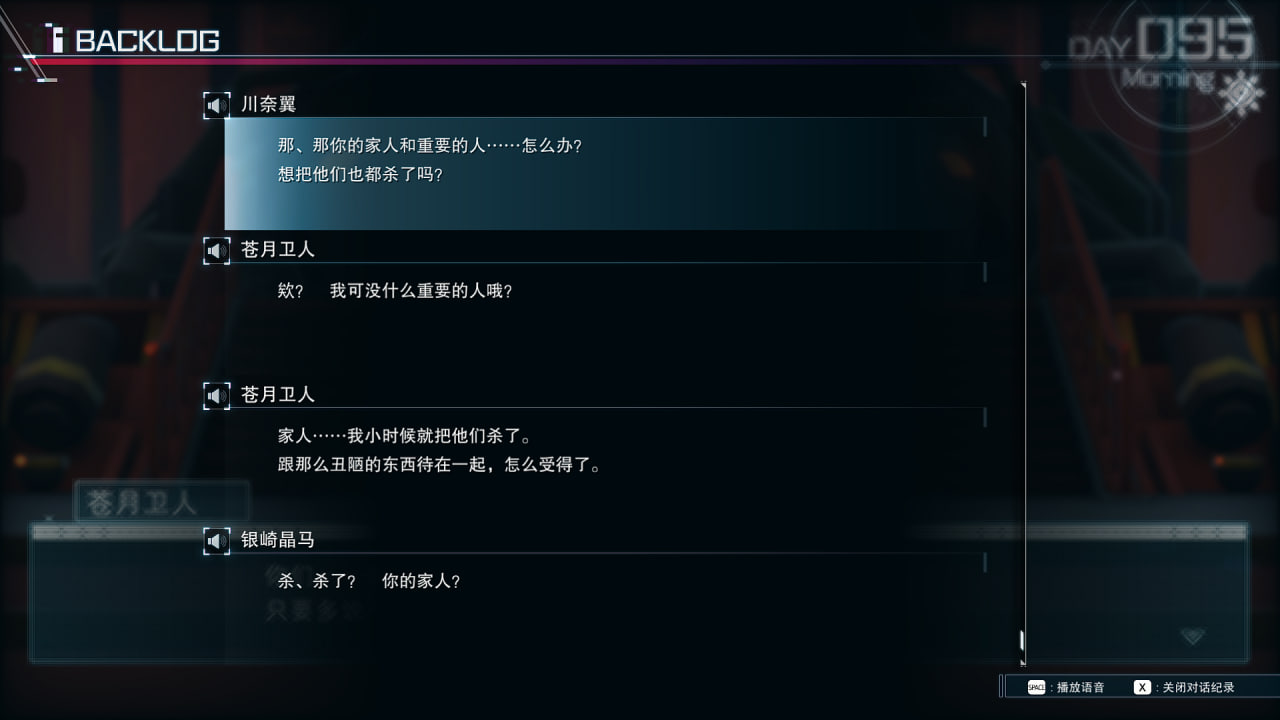 BACKLOG
DAY 095
Morning
川奈翼
那、那你的家人和重要的人……怎么办?
想把他们也都杀了吗?
苍月卫人
欸? 我可没什么重要的人哦?
苍月卫人
家人……我小时候就把他们杀了。
跟那么丑陋的东西待在一起，怎么受得了。
苍月卫人
银崎晶马
杀、杀了? 你的家人?
只要多
SPACE : 播放语音 X : 关闭对话纪录